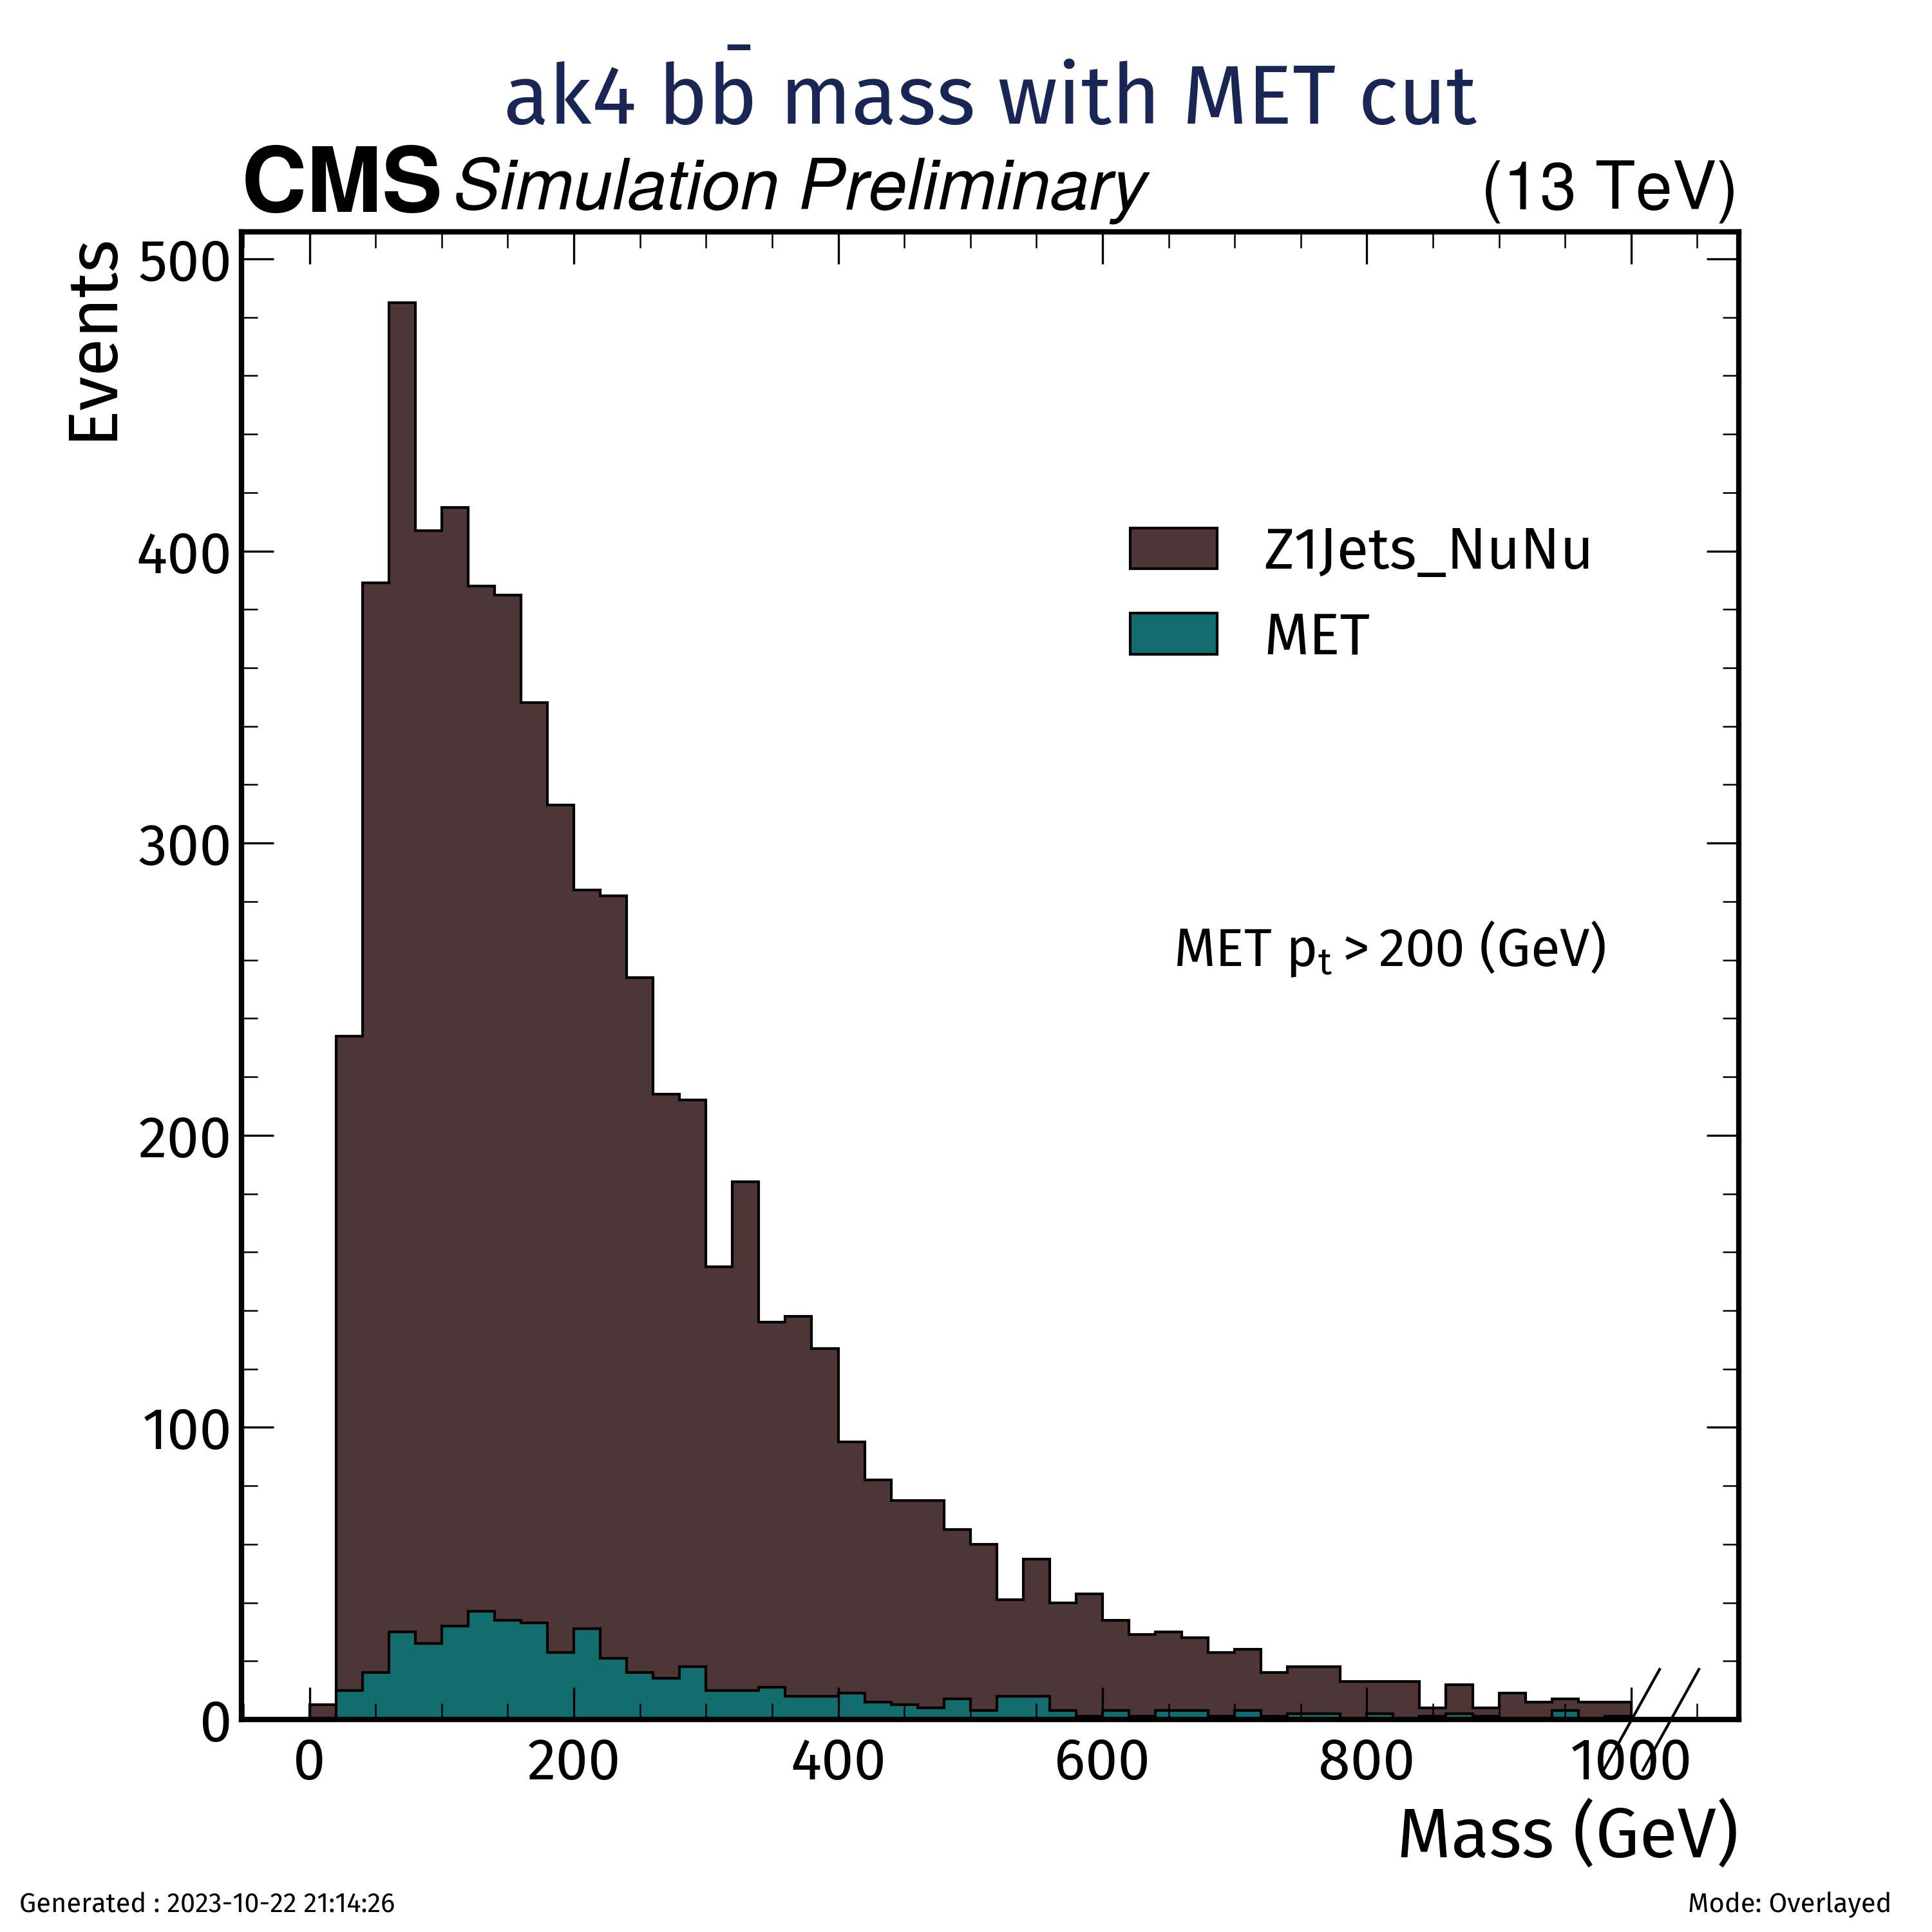 ak4 bb̄ mass with MET cut
CMS Simulation Preliminary (13 TeV)
Events
500
400
300
200
100
0
Z1Jets_NuNu
MET
MET pₜ > 200 (GeV)
0 200 400 600 800 1000
Mass (GeV)
Generated : 2023-10-22 21:14:26 Mode: Overlayed